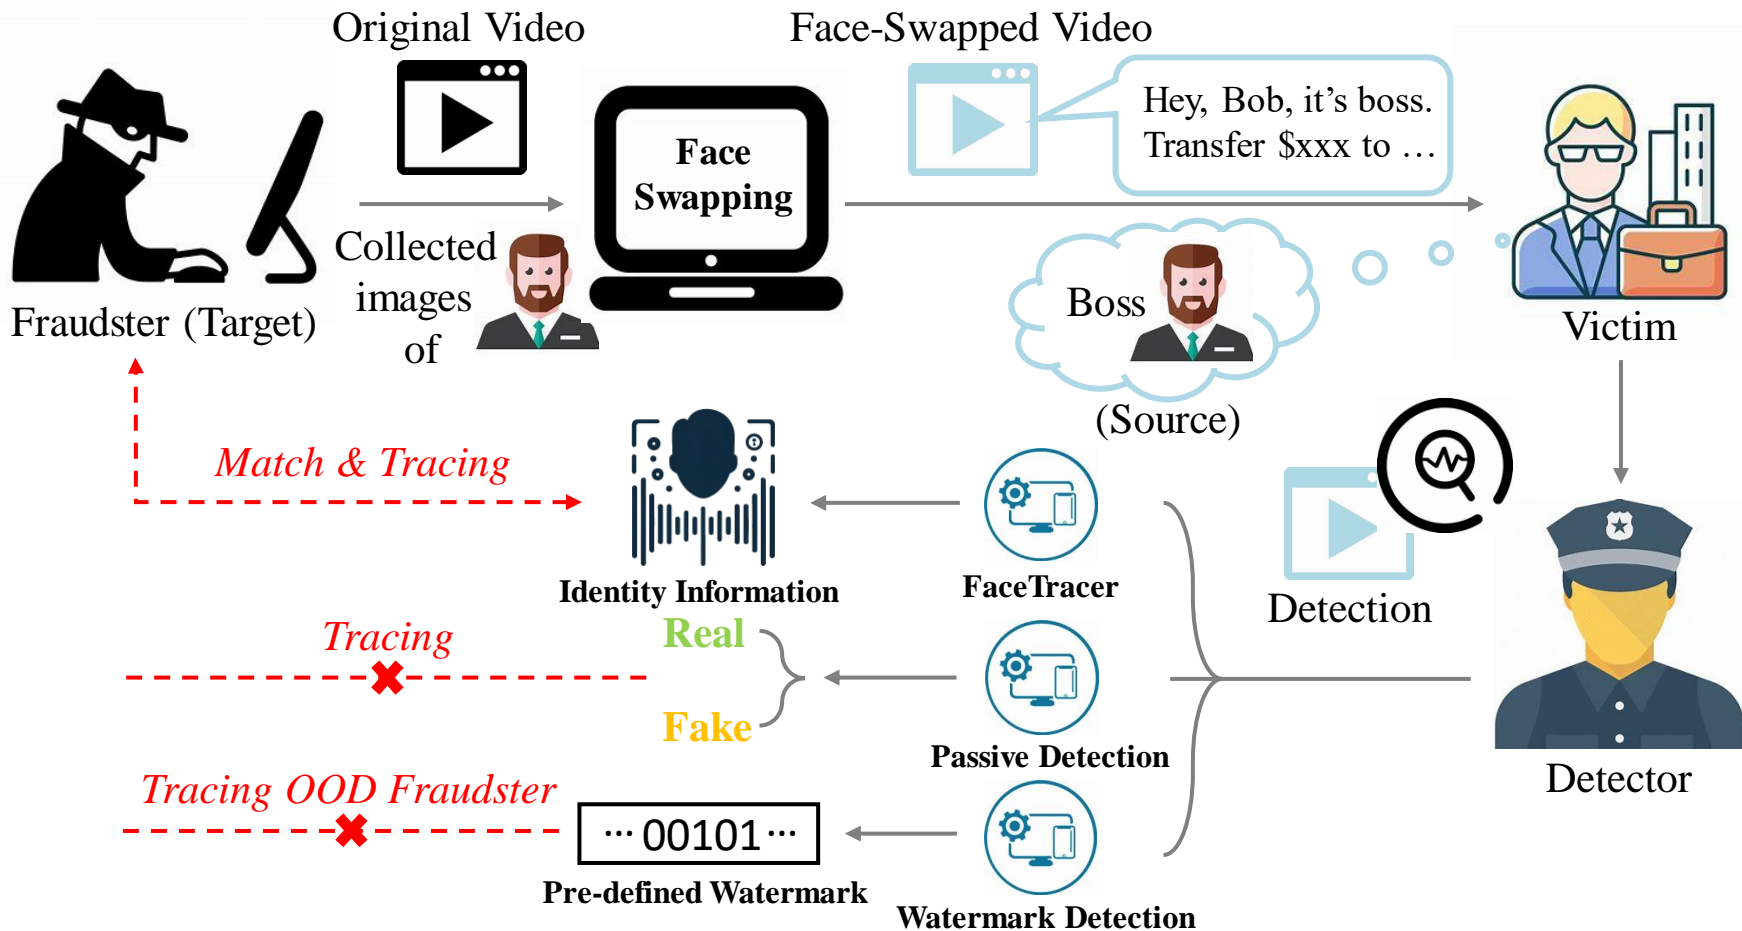 Original Video
Face-Swapped Video
Hey, Bob, it's boss.
Transfer $xxx to …
Face
Swapping
Collected
images
of
Boss
(Source)
Fraudster (Target)
Victim
Match & Tracing
Identity Information
FaceTracer
Detection
Tracing
Real
Fake
Passive Detection
Detector
Tracing OOD Fraudster
··· 00101 ···
Pre-defined Watermark
Watermark Detection